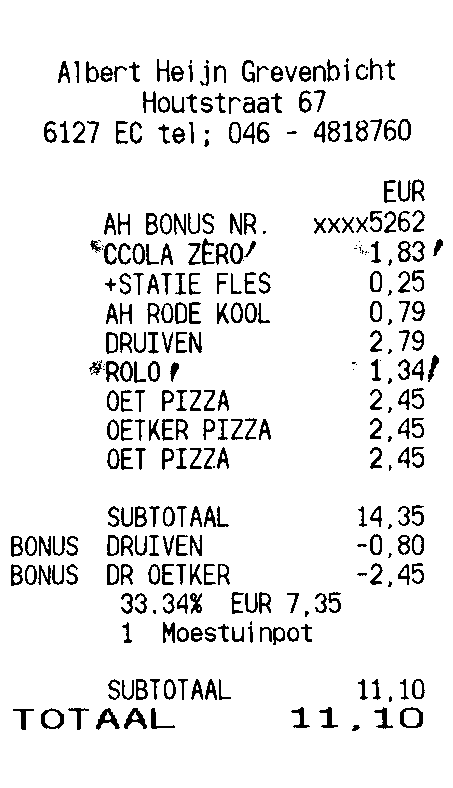 Albert Heijn Grevenbicht
Houtstraat 67
6127 EC tel; 046 - 4818760
EUR
AH BONUS NR. xxxx5262
CCOLA ZERO 1,83
+STATIE FLES 0,25
AH RODE KOOL 0,79
DRUIVEN 2,79
ROLO 1,34
OET PIZZA 2,45
OETKER PIZZA 2,45
OET PIZZA 2,45
SUBTOTAAL 14,35
BONUS DRUIVEN -0,80
BONUS DR OETKER -2,45
33.34% EUR 7,35
1 Moestuinpot
SUBTOTAAL 11,10
TOTAAL 11,10